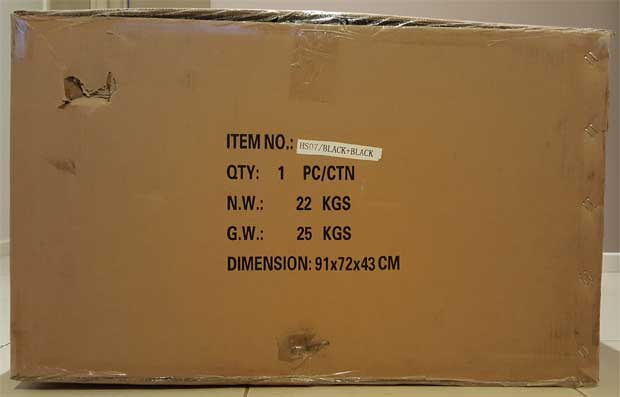 ITEM NO.: HS07/BLACK+BLACK
QTY: 1 PC/CTN
N.W.: 22 KGS
G.W.: 25 KGS
DIMENSION: 91x72x43 CM